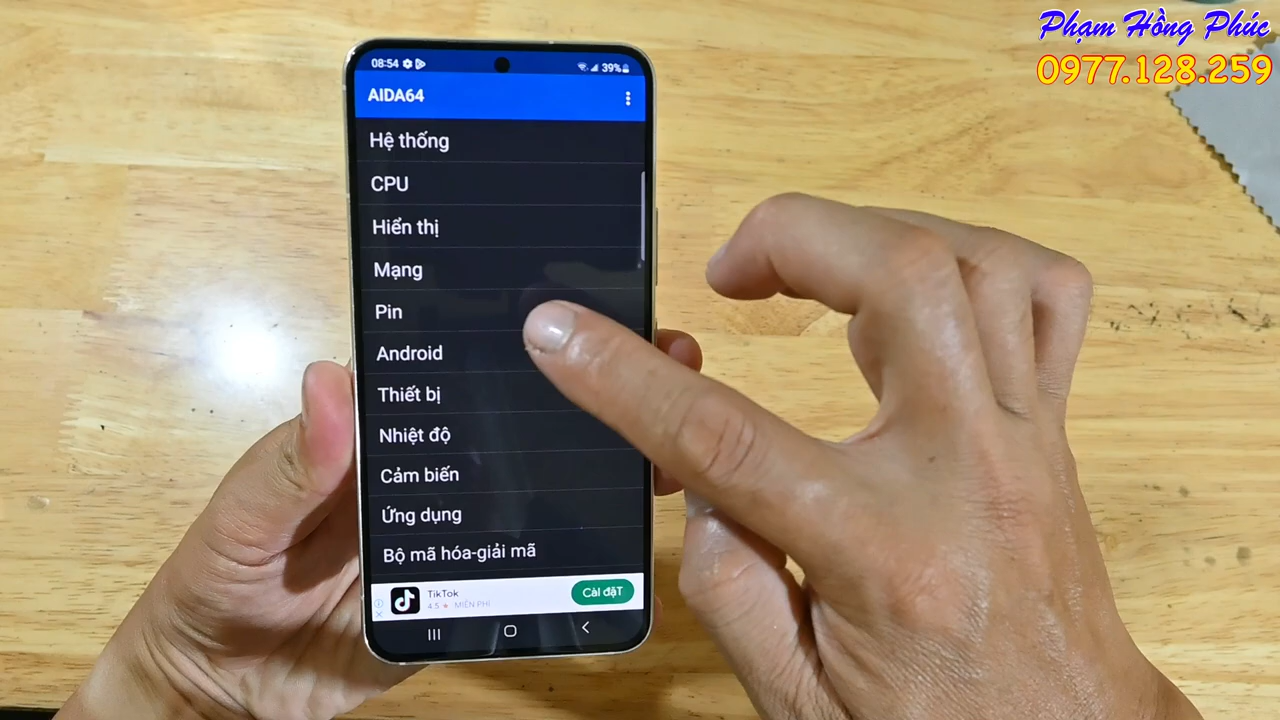 Phạm Hồng Phúc
0977.128.259
08:54 39%
AIDA64
Hệ thống
CPU
Hiển thị
Mạng
Pin
Android
Thiết bị
Nhiệt độ
Cảm biến
Ứng dụng
Bộ mã hóa-giải mã
TikTok
4.5 ★ MIỄN PHÍ
Cài đặT